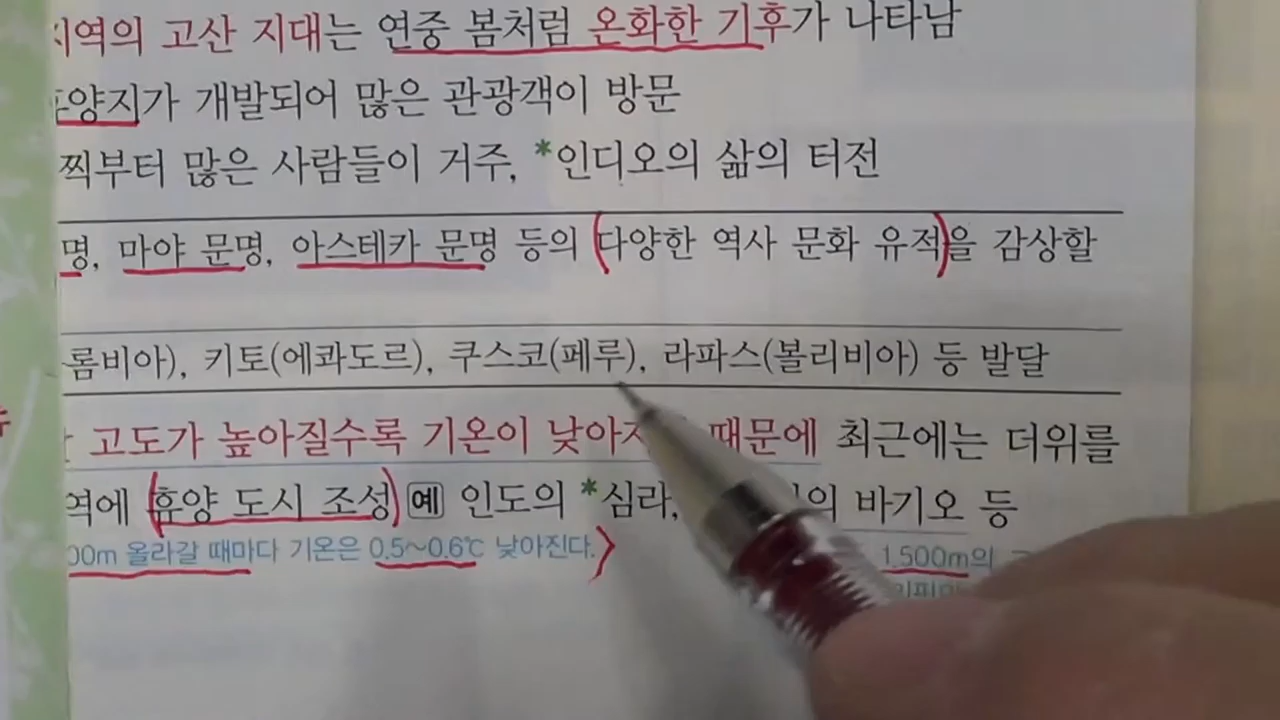 지역의 고산 지대는 연중 봄처럼 온화한 기후가 나타남
휴양지가 개발되어 많은 관광객이 방문
찍부터 많은 사람들이 거주, *인디오의 삶의 터전
명, 마야 문명, 아스테카 문명 등의 다양한 역사 문화 유적을 감상할
롬비아), 키토(에콰도르), 쿠스코(페루), 라파스(볼리비아) 등 발달
고도가 높아질수록 기온이 낮아지 때문에 최근에는 더위를
역에 휴양 도시 조성 예 인도의 *심라, 의 바기오 등
00m 올라갈 때마다 기온은 0.5~0.6℃ 낮아진다. 1,500m의